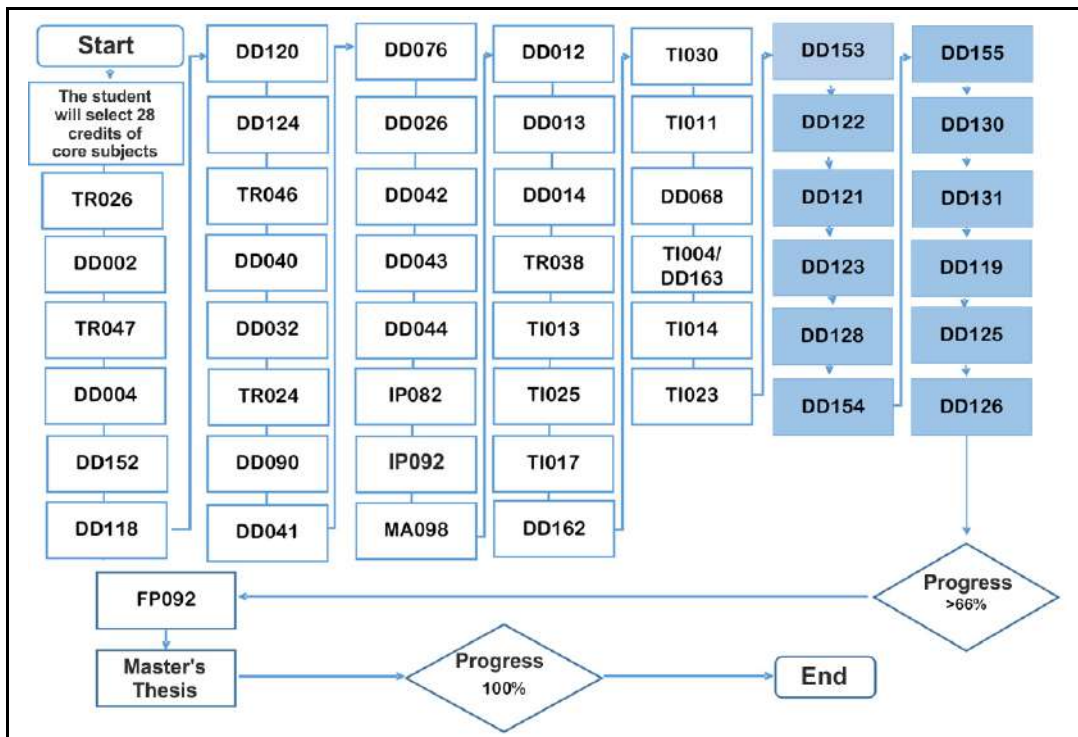 Start
The student
will select 28
credits of
core subjects
TR026
DD002
TR047
DD004
DD152
DD118
DD120
DD124
TR046
DD040
DD032
TR024
DD090
DD041
DD076
DD026
DD042
DD043
DD044
IP082
IP092
MA098
DD012
DD013
DD014
TR038
TI013
TI025
TI017
DD162
TI030
TI011
DD068
TI004/
DD163
TI014
TI023
DD153
DD122
DD121
DD123
DD128
DD154
DD155
DD130
DD131
DD119
DD125
DD126
Progress
>66%
FP092
Master's
Thesis
Progress
100%
End